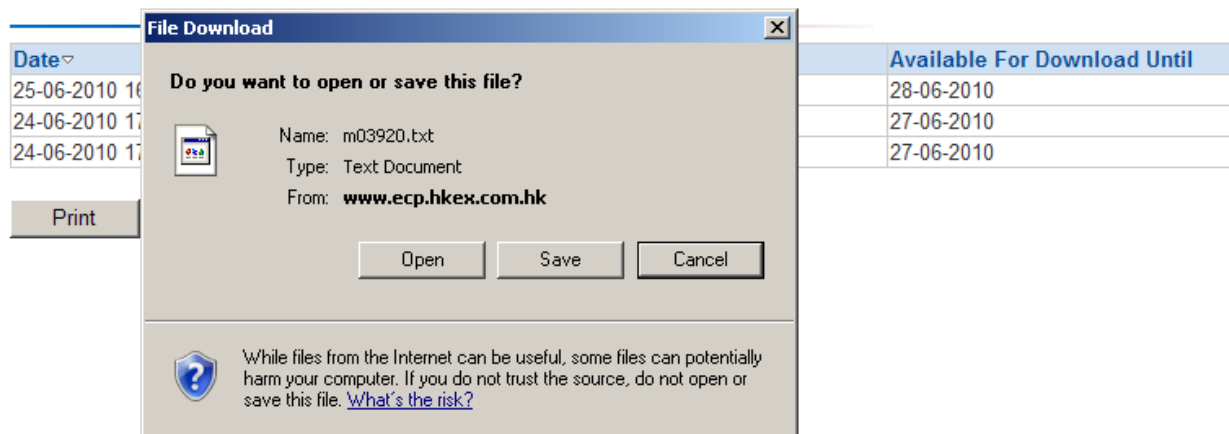 File Download
Date Available For Download Until
Do you want to open or save this file?
25-06-2010 28-06-2010
24-06-2010 27-06-2010
24-06-2010 27-06-2010
Name: m03920.txt
Type: Text Document
From: www.ecp.hkex.com.hk
Print
Open Save Cancel
While files from the Internet can be useful, some files can potentially
harm your computer. If you do not trust the source, do not open or
save this file. What's the risk?